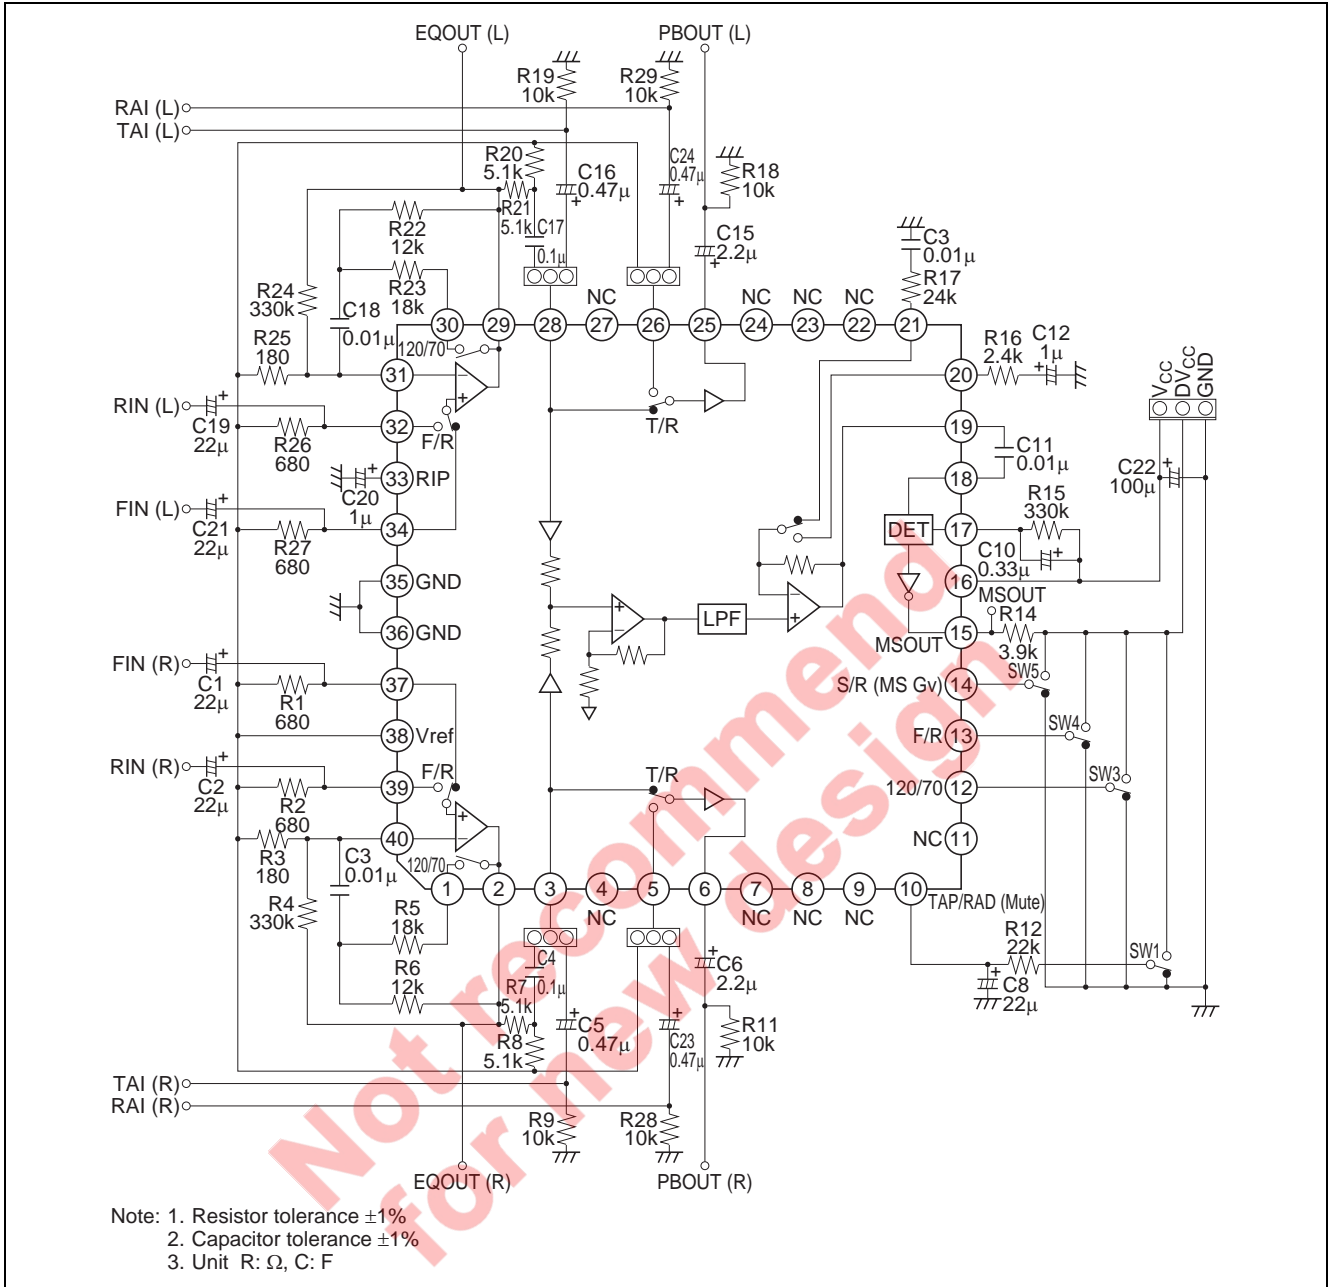 EQOUT (L)
PBOUT (L)
R19
10k
R29
10k
RAI (L)
TAI (L)
R20
5.1k
C16
0.47μ
C24
0.47μ
R18
10k
R22
12k
R21
5.1k
C17
0.1μ
C15
2.2μ
C3
0.01μ
R17
24k
R24
330k
C18
0.01μ
R23
18k
NC
NC
NC
NC
30
29
28
27
26
25
24
23
22
21
R25
180
120/70
R16
2.4k
C12
1μ
VCC
DVCC
GND
31
20
RIN (L)
C19
22μ
R26
680
32
F/R
T/R
19
C11
0.01μ
C20
1μ
33
RIP
18
C22
100μ
FIN (L)
C21
22μ
R27
680
34
DET
17
R15
330k
C10
0.33μ
35
GND
16
MSOUT
36
GND
LPF
MSOUT
15
R14
3.9k
FIN (R)
C1
22μ
R1
680
37
S/R (MS Gv)
14
SW5
38
Vref
F/R
13
SW4
RIN (R)
C2
22μ
R2
680
39
F/R
T/R
120/70
12
SW3
R3
180
C3
0.01μ
40
NC
11
120/70
1
2
3
4
5
6
7
8
9
10
NC
NC
NC
NC
TAP/RAD (Mute)
R4
330k
R5
18k
R6
12k
R7
5.1k
C4
0.1μ
C6
2.2μ
R12
22k
SW1
C8
22μ
R8
5.1k
C5
0.47μ
C23
0.47μ
R11
10k
TAI (R)
RAI (R)
R9
10k
R28
10k
EQOUT (R)
PBOUT (R)
Not recommend
for new design
Note: 1. Resistor tolerance ±1%
2. Capacitor tolerance ±1%
3. Unit R: Ω, C: F